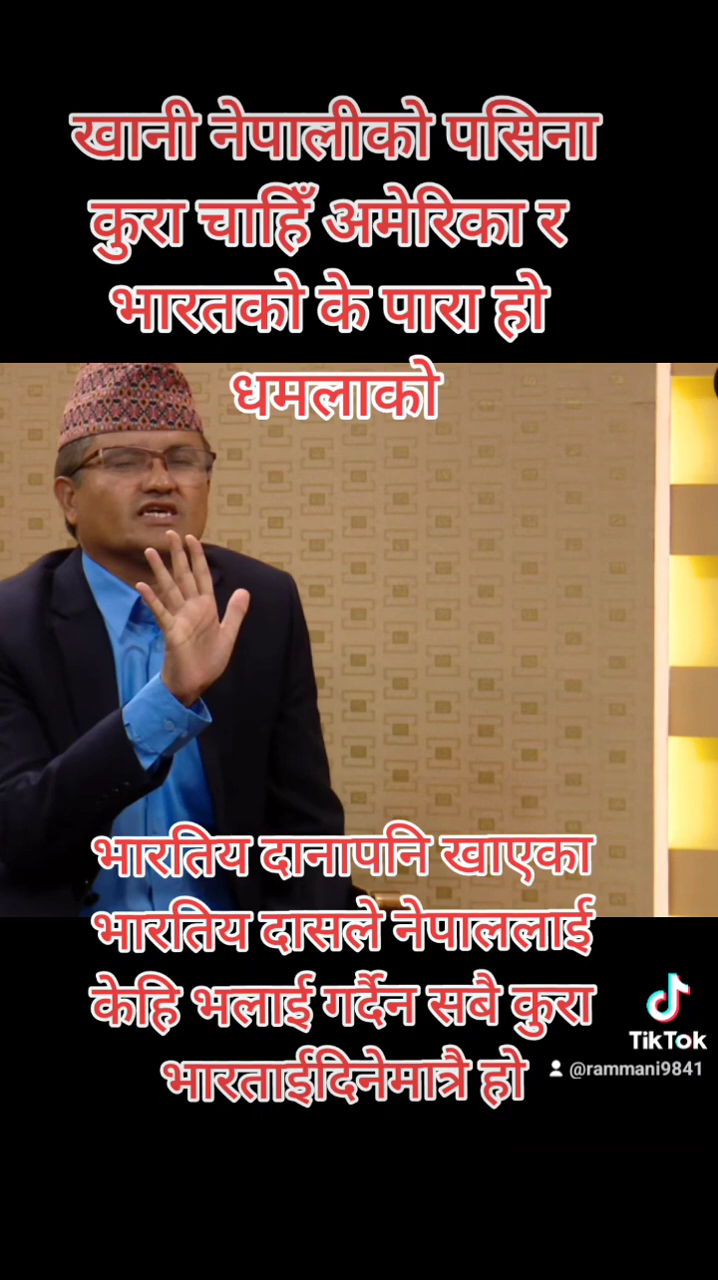 खानी नेपालीको पसिना
कुरा चाहिँ अमेरिका र
भारतको के पारा हो
धमलाको
भारतिय दानापनि खाएका
भारतिय दासले नेपाललाई
केहि भलाई गर्दैन सबै कुरा
भारताईदिनेमात्रै हो
TikTok
@rammani9841